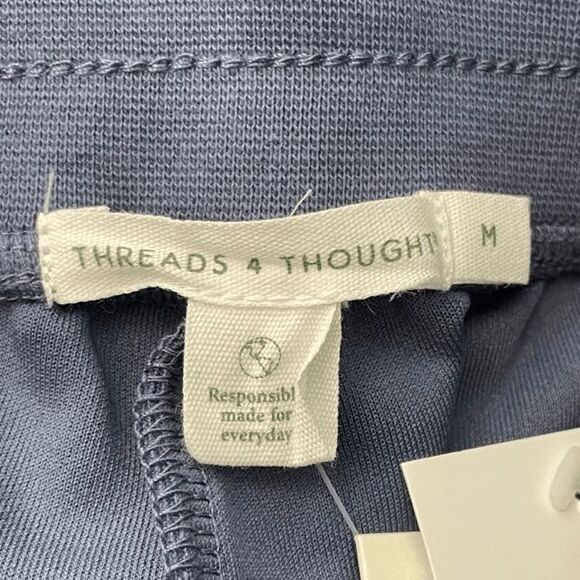 THREADS 4 THOUGHT
M
Responsibl
made for
everyday